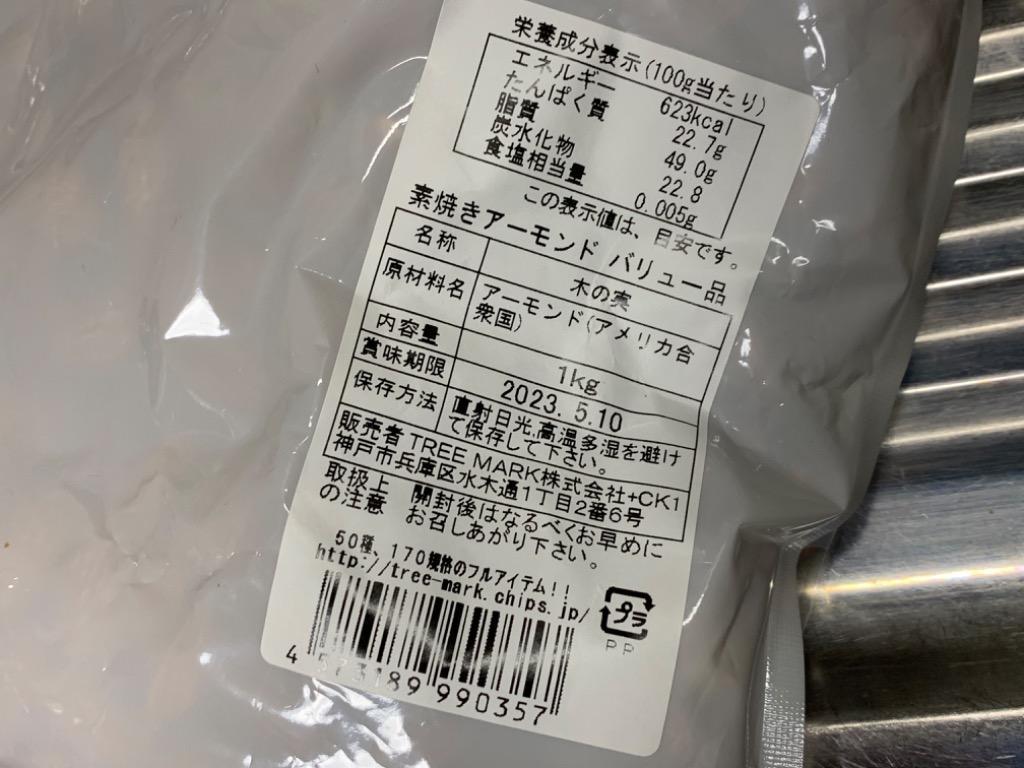 栄養成分表示(100g当たり)
エネルギー 623kcal
たんぱく質 22.7g
脂質 49.0g
炭水化物 22.8
食塩相当量 0.005g
この表示値は、目安です。
素焼きアーモンド バリュー品
名称 木の実
原材料名 アーモンド(アメリカ合
衆国)
内容量 1kg
賞味期限 2023. 5.10
保存方法 直射日光,高温多湿を避け
て保存して下さい。
販売者 TREE MARK株式会社+CK1
神戸市兵庫区水木通1丁目2番6号
取扱上 開封後はなるべくお早めに
の注意 お召しあがり下さい。
50種、170規格のフルアイテム!!
http://tree-mark.chips.jp/
プラ
PP
4 573189 990357